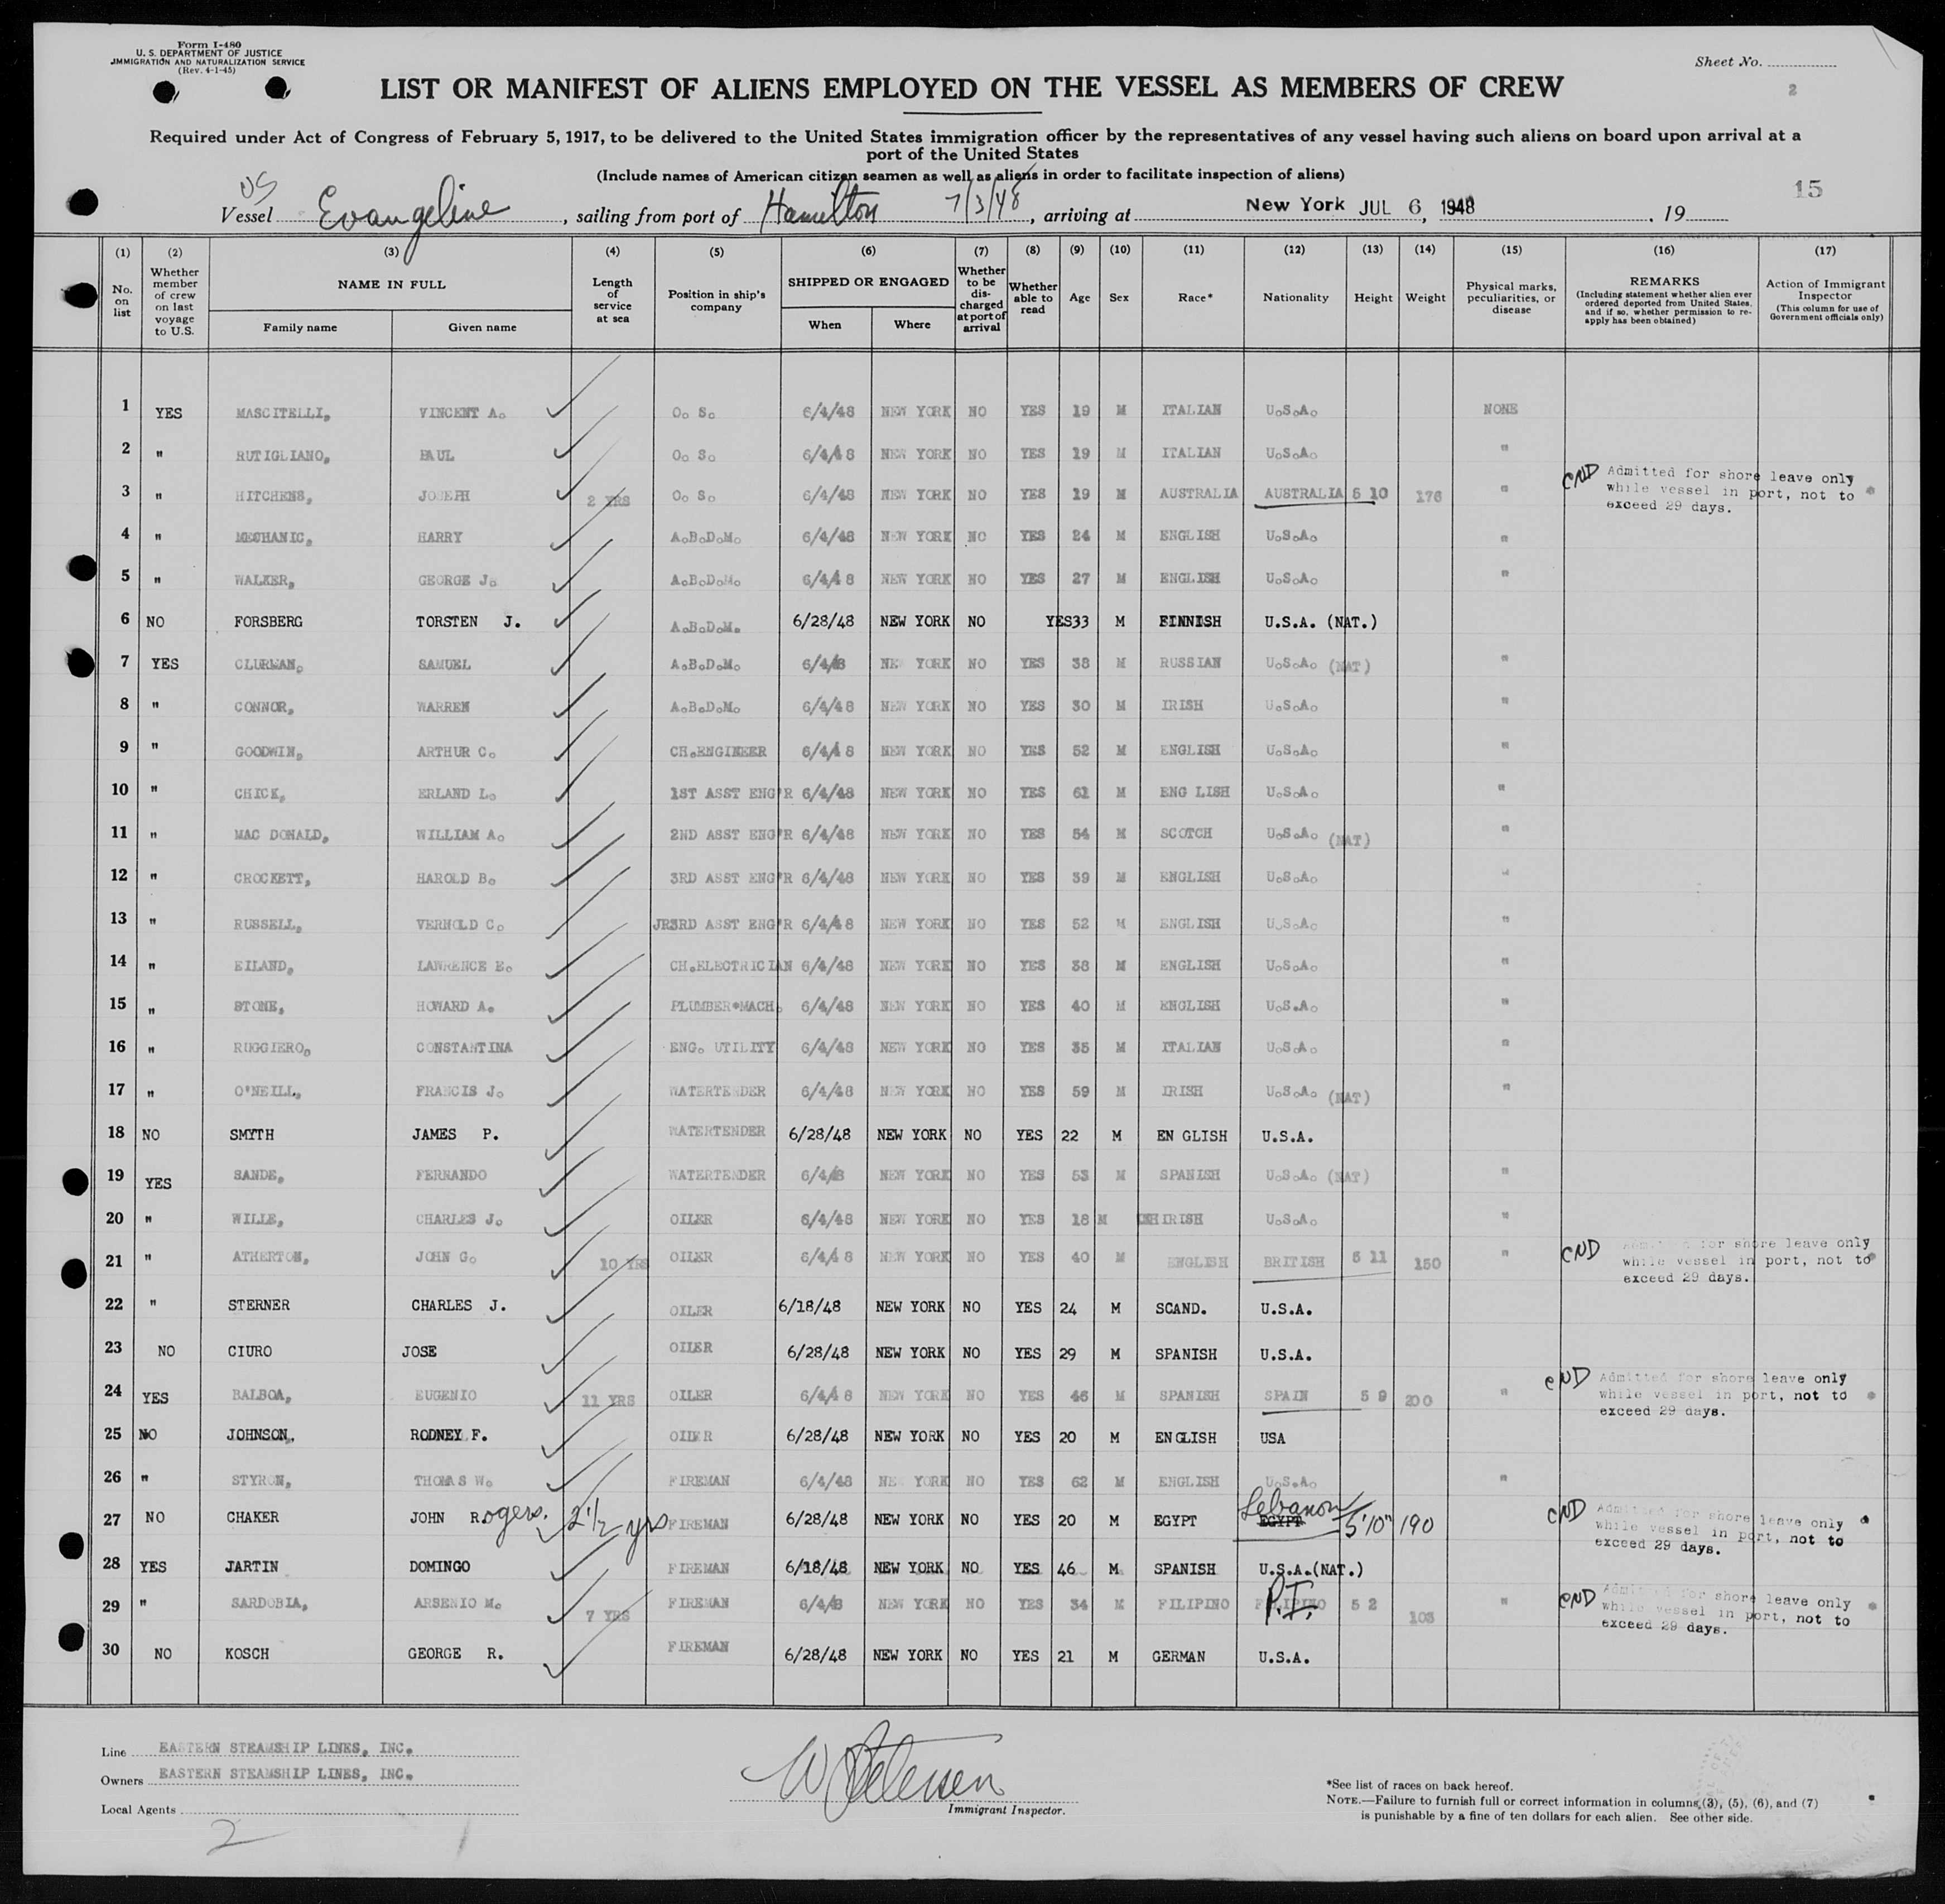 Form I-480
U. S. DEPARTMENT OF JUSTICE
IMMIGRATION AND NATURALIZATION SERVICE
(Rev. 4-1-45)
Sheet No.
2
LIST OR MANIFEST OF ALIENS EMPLOYED ON THE VESSEL AS MEMBERS OF CREW
Required under Act of Congress of February 5, 1917, to be delivered to the United States immigration officer by the representatives of any vessel having such aliens on board upon arrival at a
port of the United States
(Include names of American citizen seamen as well as aliens in order to facilitate inspection of aliens)
15
US
Vessel Evangeline, sailing from port of Hamilton 7/3/48, arriving at New York JUL 6, 1948, 19
(1) (2) (3) (4) (5) (6) (7) (8) (9) (10) (11) (12) (13) (14) (15) (16) (17)
No. on list
Whether member of crew on last voyage to U.S.
NAME IN FULL
Family name Given name
Length of service at sea
Position in ship's company
SHIPPED OR ENGAGED
When Where
Whether to be discharged at port of arrival
Whether able to read
Age
Sex
Race*
Nationality
Height
Weight
Physical marks, peculiarities, or disease
REMARKS
(Including statement whether alien ever ordered deported from United States, and if so, whether permission to reapply has been obtained)
Action of Immigrant Inspector
(This column for use of Government officials only)
1 YES MASCITELLI, VINCENT A. O. S. 6/4/48 NEW YORK NO YES 19 M ITALIAN U.S.A. NONE
2 " RUTIGLIANO, PAUL O. S. 6/4/48 NEW YORK NO YES 19 M ITALIAN U.S.A. "
3 " HITCHENS, JOSEPH 2 YRS O. S. 6/4/48 NEW YORK NO YES 19 M AUSTRALIA AUSTRALIA 5 10 176 " CND Admitted for shore leave only while vessel in port, not to exceed 29 days.
4 " MECHANIC, HARRY A.B.D.M. 6/4/48 NEW YORK NO YES 24 M ENGLISH U.S.A. "
5 " WALKER, GEORGE J. A.B.D.M. 6/4/48 NEW YORK NO YES 27 M ENGLISH U.S.A. "
6 NO FORSBERG TORSTEN J. A.B.D.M. 6/28/48 NEW YORK NO YES 33 M FINNISH U.S.A. (NAT.)
7 YES CLURMAN, SAMUEL A.B.D.M. 6/4/48 NEW YORK NO YES 38 M RUSSIAN U.S.A. (NAT) "
8 " CONNOR, WARREN A.B.D.M. 6/4/48 NEW YORK NO YES 30 M IRISH U.S.A. "
9 " GOODWIN, ARTHUR C. CH.ENGINEER 6/4/48 NEW YORK NO YES 52 M ENGLISH U.S.A. "
10 " CHICK, ERLAND L. 1ST ASST ENG'R 6/4/48 NEW YORK NO YES 61 M ENG LISH U.S.A. "
11 " MAC DONALD, WILLIAM A. 2ND ASST ENG'R 6/4/48 NEW YORK NO YES 54 M SCOTCH U.S.A. (NAT) "
12 " CROCKETT, HAROLD B. 3RD ASST ENG'R 6/4/48 NEW YORK NO YES 39 M ENGLISH U.S.A. "
13 " RUSSELL, VERNOLD C. JR3RD ASST ENG'R 6/4/48 NEW YORK NO YES 52 M ENGLISH U.S.A. "
14 " EILAND, LAWRENCE E. CH.ELECTRICIAN 6/4/48 NEW YORK NO YES 38 M ENGLISH U.S.A. "
15 " STONE, HOWARD A. PLUMBER*MACH. 6/4/48 NEW YORK NO YES 40 M ENGLISH U.S.A. "
16 " RUGGIERO, CONSTANTINA ENG. UTILITY 6/4/48 NEW YORK NO YES 35 M ITALIAN U.S.A. "
17 " O'NEILL, FRANCIS J. WATERTENDER 6/4/48 NEW YORK NO YES 59 M IRISH U.S.A. (NAT) "
18 NO SMYTH JAMES P. WATERTENDER 6/28/48 NEW YORK NO YES 22 M EN GLISH U.S.A.
19 YES SANDE, FERNANDO WATERTENDER 6/4/48 NEW YORK NO YES 53 M SPANISH U.S.A. (NAT) "
20 " WILLE, CHARLES J. OILER 6/4/48 NEW YORK NO YES 18 M IRISH U.S.A. "
21 " ATHERTON, JOHN G. 10 YRS OILER 6/4/48 NEW YORK NO YES 40 M ENGLISH BRITISH 5 11 150 " CND Admitted for shore leave only while vessel in port, not to exceed 29 days.
22 " STERNER CHARLES J. OILER 6/18/48 NEW YORK NO YES 24 M SCAND. U.S.A.
23 NO CIURO JOSE OILER 6/28/48 NEW YORK NO YES 29 M SPANISH U.S.A.
24 YES BALBOA, EUGENIO 11 YRS OILER 6/4/48 NEW YORK NO YES 46 M SPANISH SPAIN 5 9 200 " CND Admitted for shore leave only while vessel in port, not to exceed 29 days.
25 NO JOHNSON, RODNEY F. OILER 6/28/48 NEW YORK NO YES 20 M ENGLISH USA
26 " STYRON, THOMAS W. FIREMAN 6/4/48 NEW YORK NO YES 62 M ENGLISH U.S.A. "
27 NO CHAKER JOHN Rogers. 2 1/2 yrs FIREMAN 6/28/48 NEW YORK NO YES 20 M EGYPT EGYPT Lebanon 5'10" 190 CND Admitted for shore leave only while vessel in port, not to exceed 29 days.
28 YES JARTIN DOMINGO FIREMAN 6/18/48 NEW YORK NO YES 46 M SPANISH U.S.A.(NAT.)
29 " SARDOBIA, ARSENIO M. 7 YRS FIREMAN 6/4/48 NEW YORK NO YES 34 M FILIPINO FILIPINO P.I. 5 2 103 " CND Admitted for shore leave only while vessel in port, not to exceed 29 days.
30 NO KOSCH GEORGE R. FIREMAN 6/28/48 NEW YORK NO YES 21 M GERMAN U.S.A.
Line EASTERN STEAMSHIP LINES, INC.
Owners EASTERN STEAMSHIP LINES, INC.
Local Agents
2
W Petersen
Immigrant Inspector.
*See list of races on back hereof.
NOTE.—Failure to furnish full or correct information in columns (3), (5), (6), and (7)
is punishable by a fine of ten dollars for each alien. See other side.